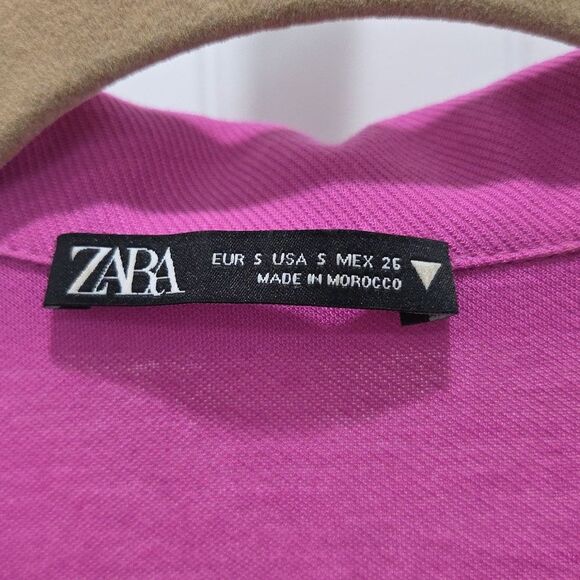 ZARA
EUR S USA S MEX 26
MADE IN MOROCCO